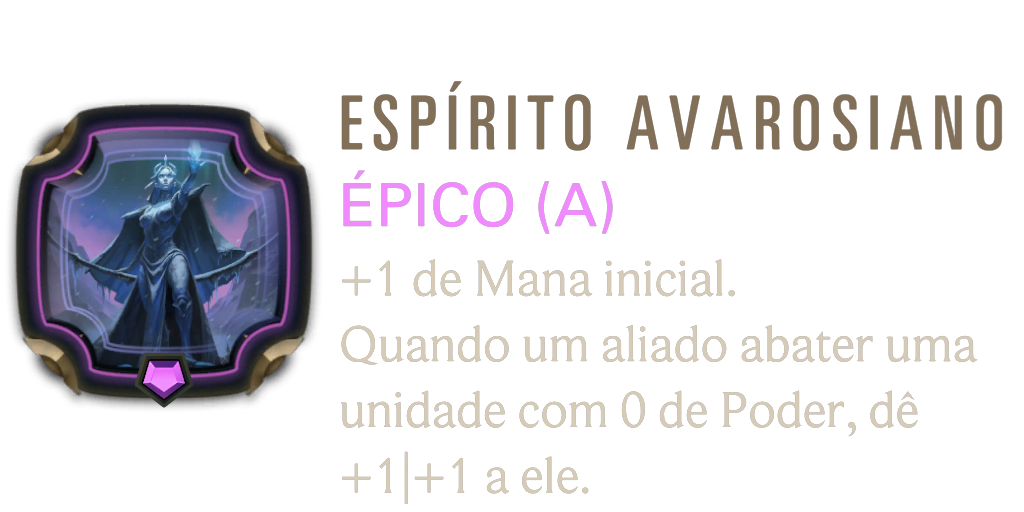 ESPÍRITO AVAROSIANO
ÉPICO (A)
+1 de Mana inicial.
Quando um aliado abater uma
unidade com 0 de Poder, dê
+1|+1 a ele.